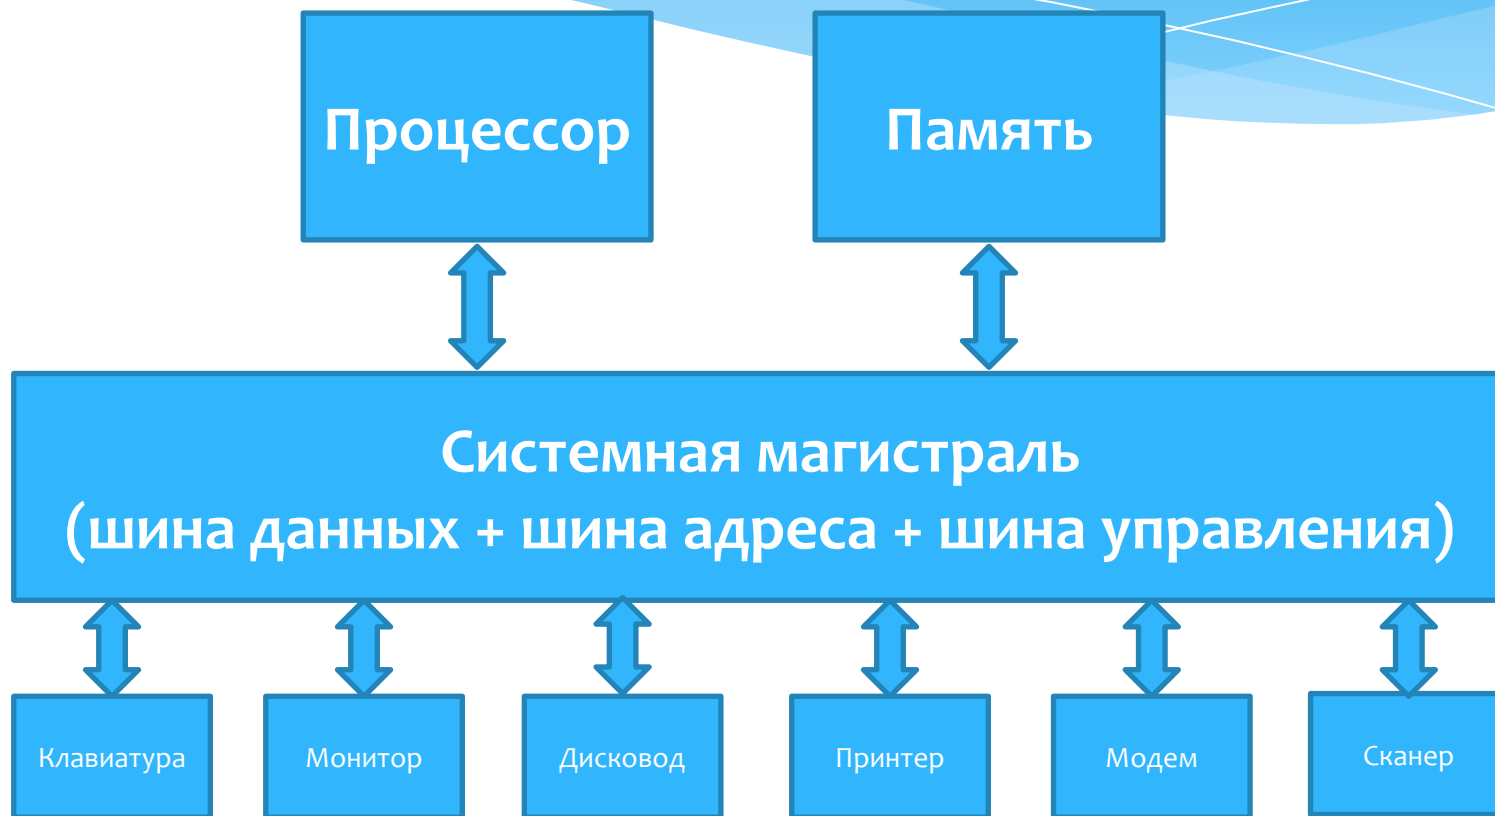 Процессор
Память
Системная магистраль
(шина данных + шина адреса + шина управления)
Клавиатура
Монитор
Дисковод
Принтер
Модем
Сканер